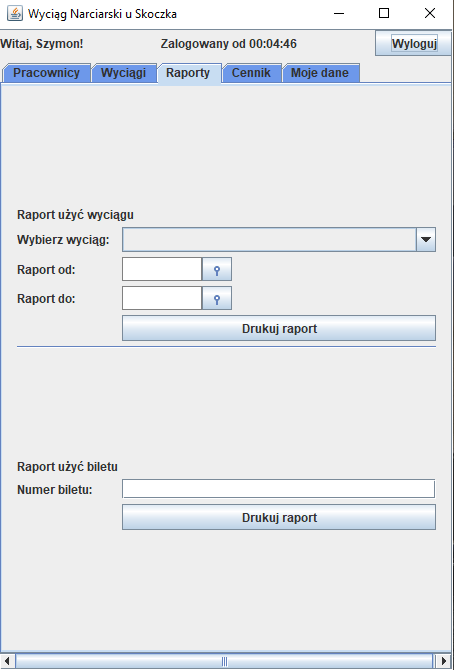 Wyciąg Narciarski u Skoczka
Witaj, Szymon! Zalogowany od 00:04:46 Wyloguj
Pracownicy Wyciągi Raporty Cennik Moje dane
Raport użyć wyciągu
Wybierz wyciąg:
Raport od:
Raport do:
Drukuj raport
Raport użyć biletu
Numer biletu:
Drukuj raport